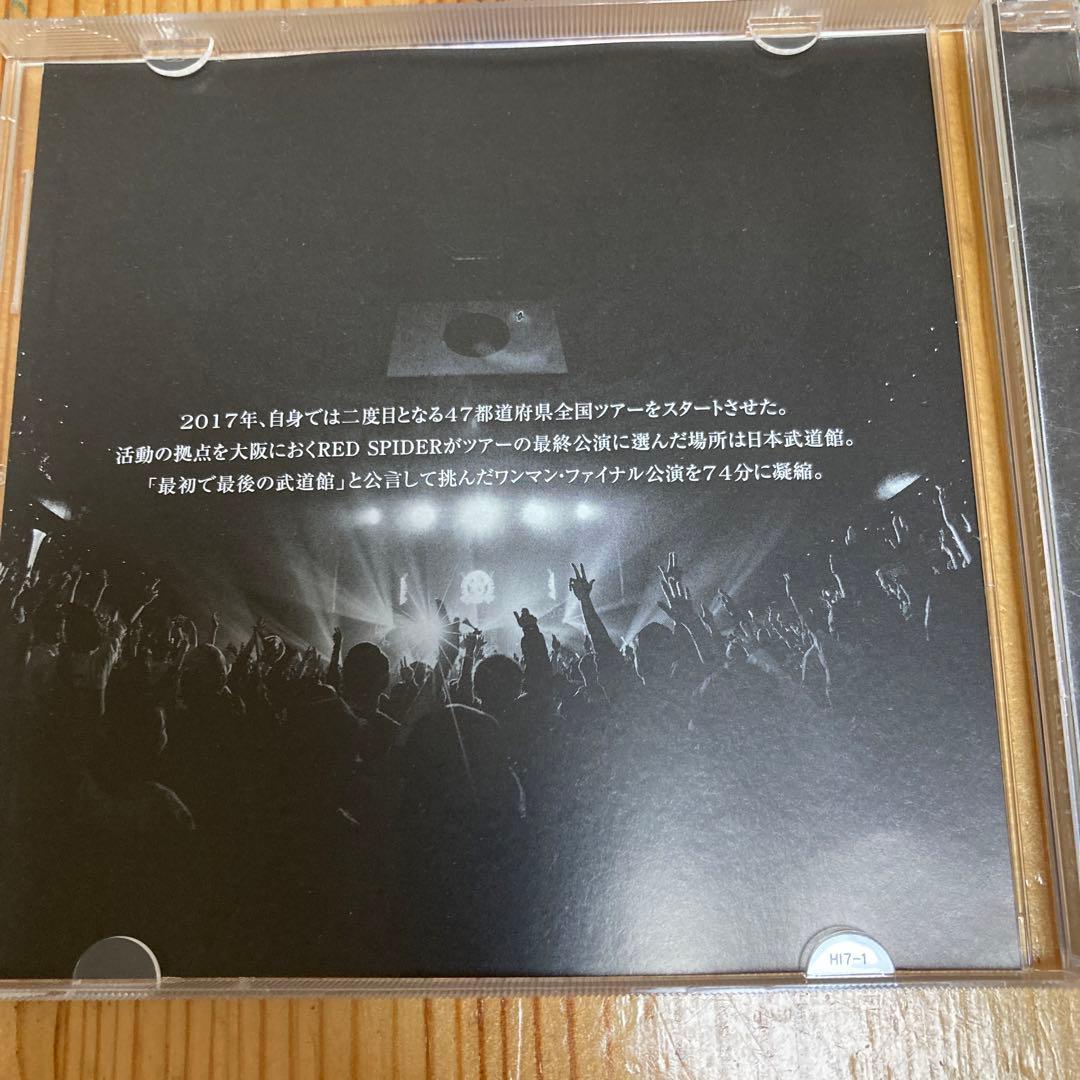 2017年、自身では二度目となる47都道府県全国ツアーをスタートさせた。
活動の拠点を大阪におくRED SPIDERがツアーの最終公演に選んだ場所は日本武道館。
「最初で最後の武道館」と公言して挑んだワンマン・ファイナル公演を74分に凝縮。
H17-1